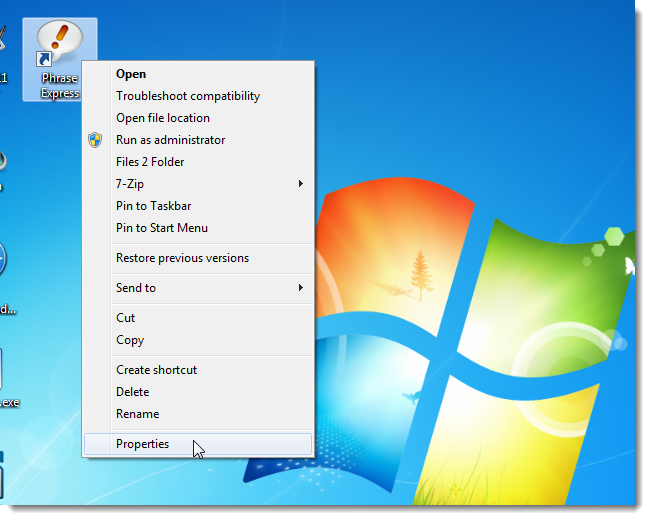 Phrase
Express
Open
Troubleshoot compatibility
Open file location
Run as administrator
Files 2 Folder
7-Zip
Pin to Taskbar
Pin to Start Menu
Restore previous versions
Send to
Cut
Copy
Create shortcut
Delete
Rename
Properties
.1
d...
.exe